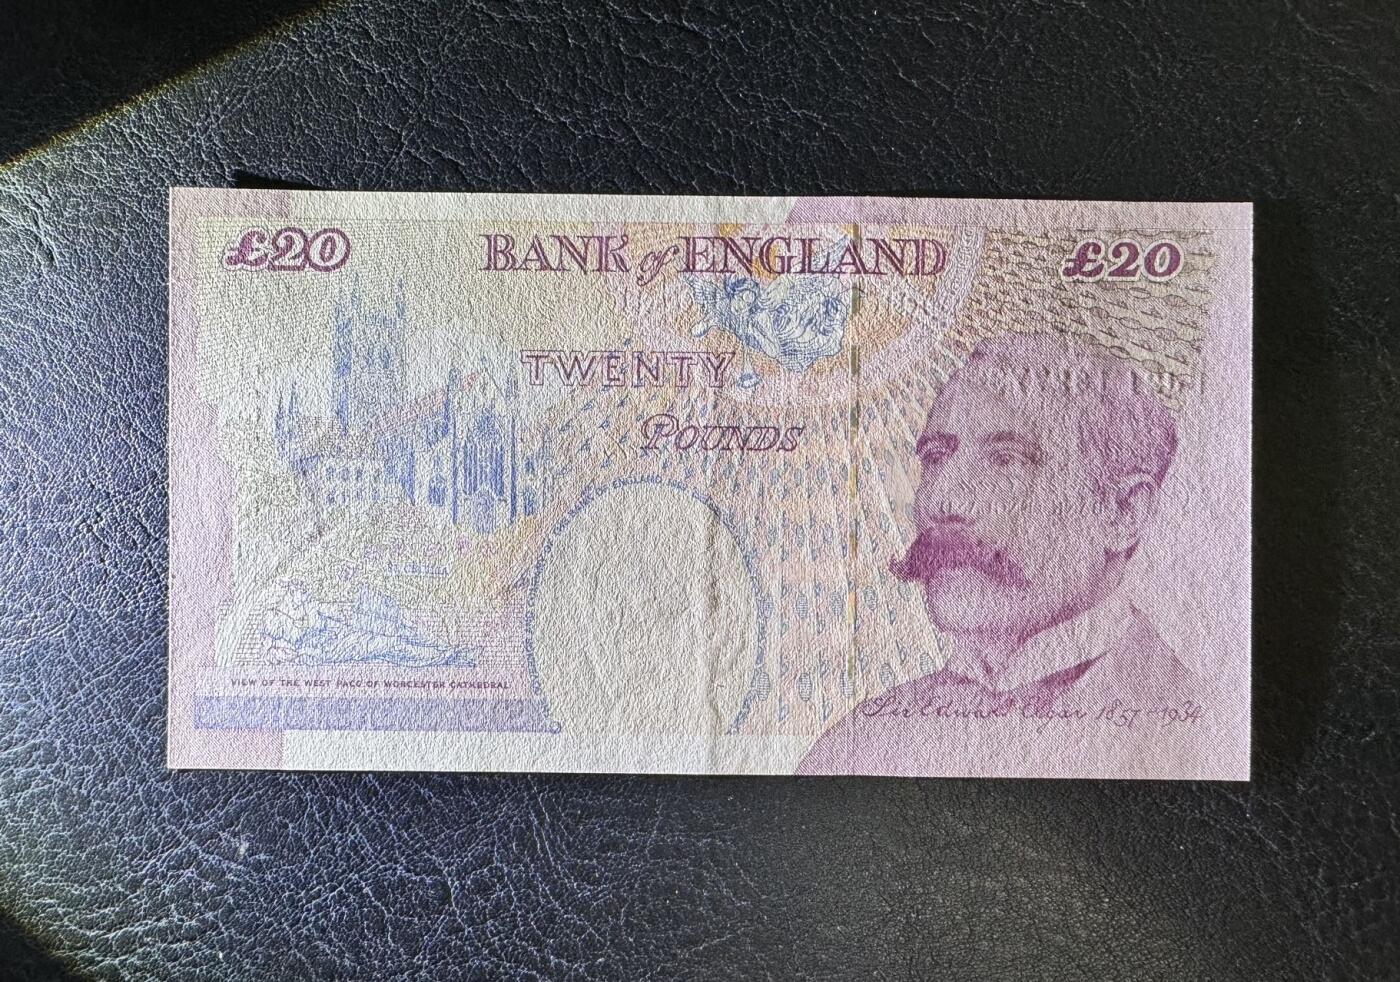 £20
BANK of ENGLAND
£20
TWENTY
POUNDS
VIEW OF THE WEST FACE OF WORCESTER CATHEDRAL
Sir Edward Elgar 1857-1934